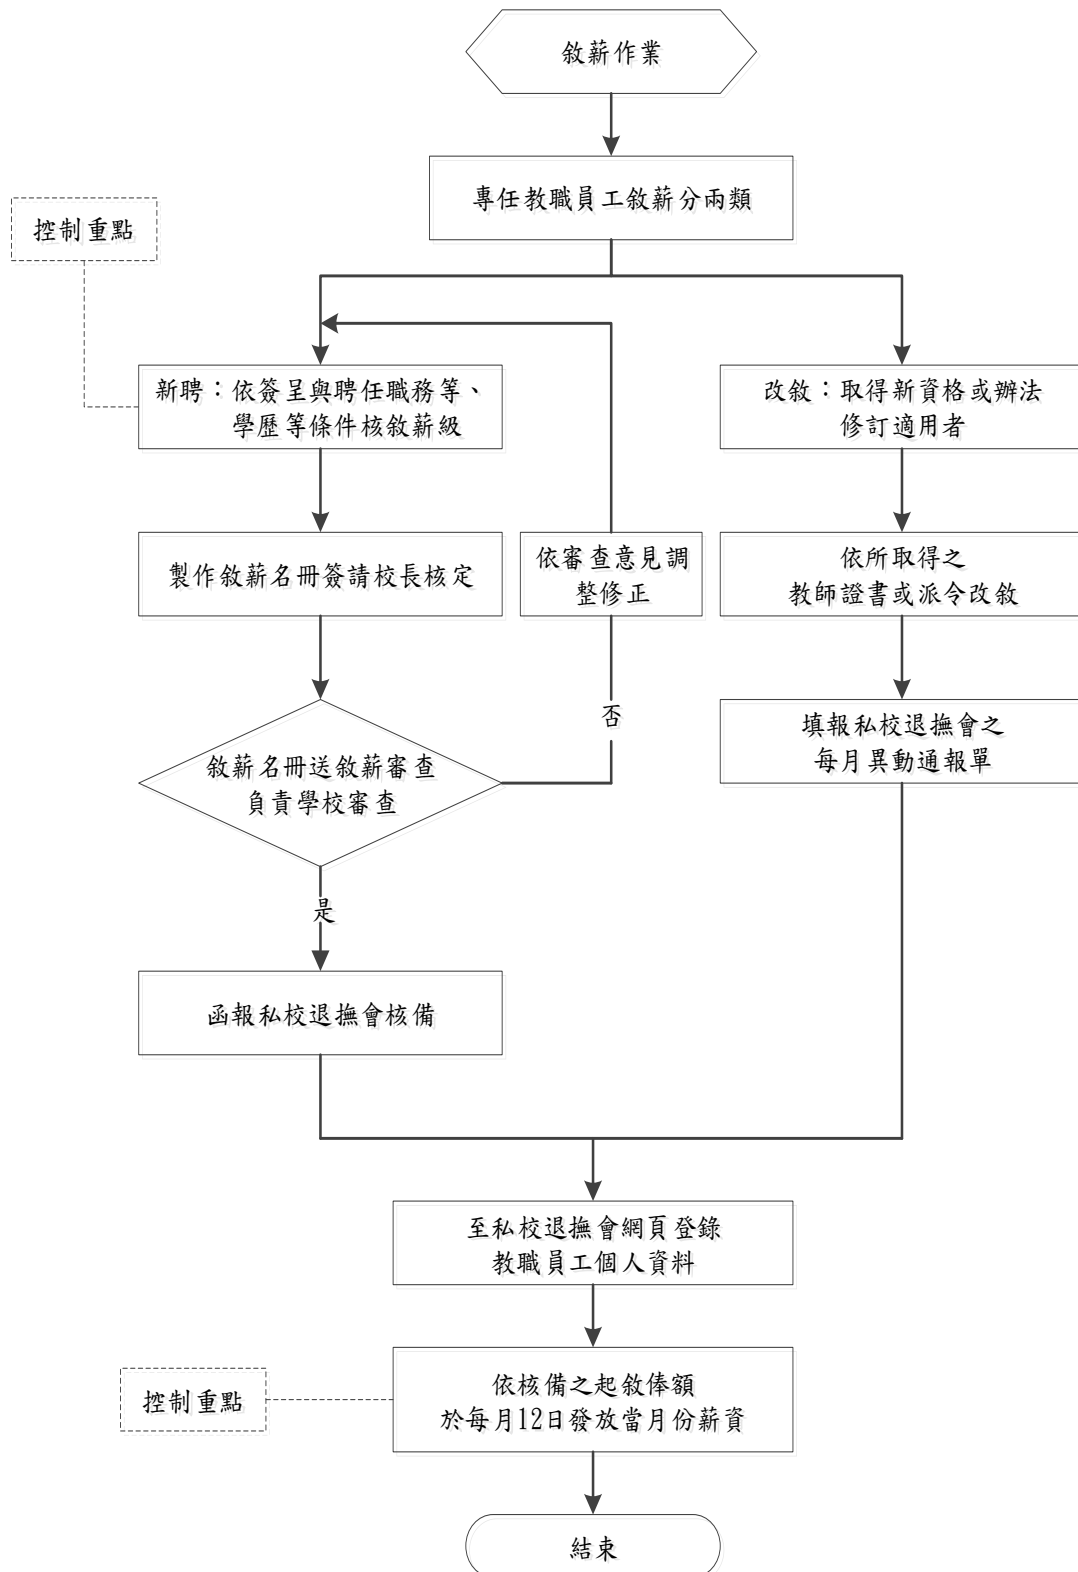 敘薪作業
專任教職員工敘薪分兩類
控制重點
新聘：依簽呈與聘任職務等、
學歷等條件核敘薪級
改敘：取得新資格或辦法
修訂適用者
製作敘薪名冊簽請校長核定
依審查意見調
整修正
依所取得之
教師證書或派令改敘
敘薪名冊送敘薪審查
負責學校審查
否
填報私校退撫會之
每月異動通報單
是
函報私校退撫會核備
至私校退撫會網頁登錄
教職員工個人資料
控制重點
依核備之起敘俸額
於每月12日發放當月份薪資
結束